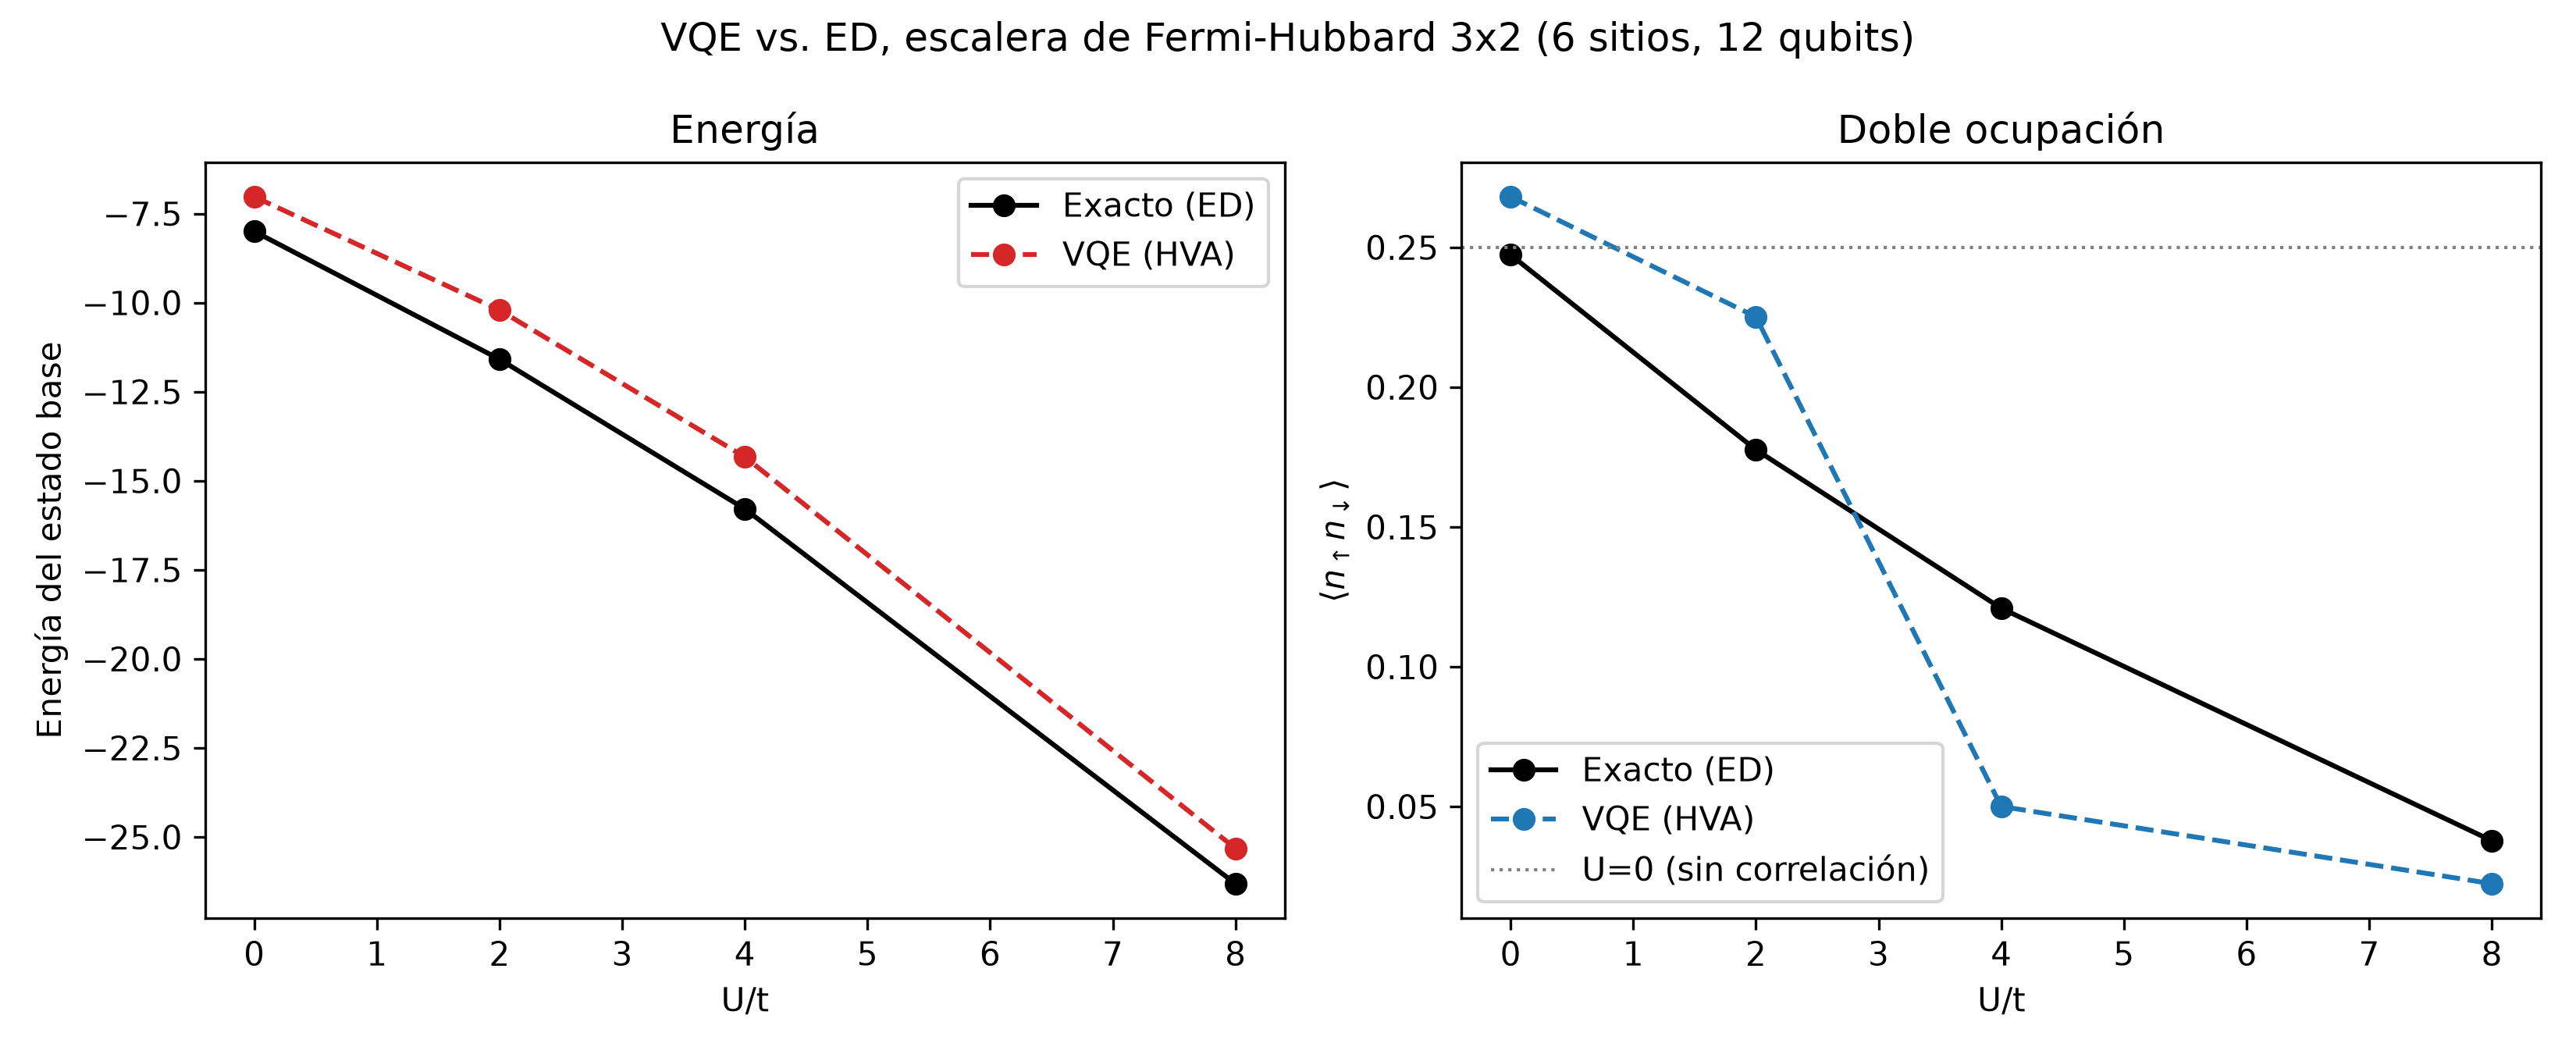 VQE vs. ED, escalera de Fermi-Hubbard 3x2 (6 sitios, 12 qubits)
Energía
Energía del estado base
−7.5
−10.0
−12.5
−15.0
−17.5
−20.0
−22.5
−25.0
Exacto (ED)
VQE (HVA)
0 1 2 3 4 5 6 7 8
U/t
Doble ocupación
⟨n↑n↓⟩
0.25
0.20
0.15
0.10
0.05
Exacto (ED)
VQE (HVA)
U=0 (sin correlación)
0 1 2 3 4 5 6 7 8
U/t